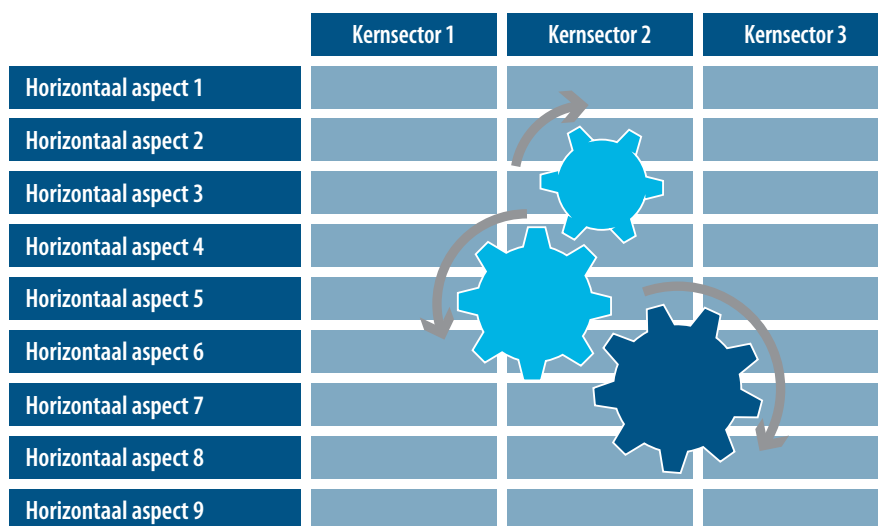 Kernsector 1 Kernsector 2 Kernsector 3
Horizontaal aspect 1
Horizontaal aspect 2
Horizontaal aspect 3
Horizontaal aspect 4
Horizontaal aspect 5
Horizontaal aspect 6
Horizontaal aspect 7
Horizontaal aspect 8
Horizontaal aspect 9